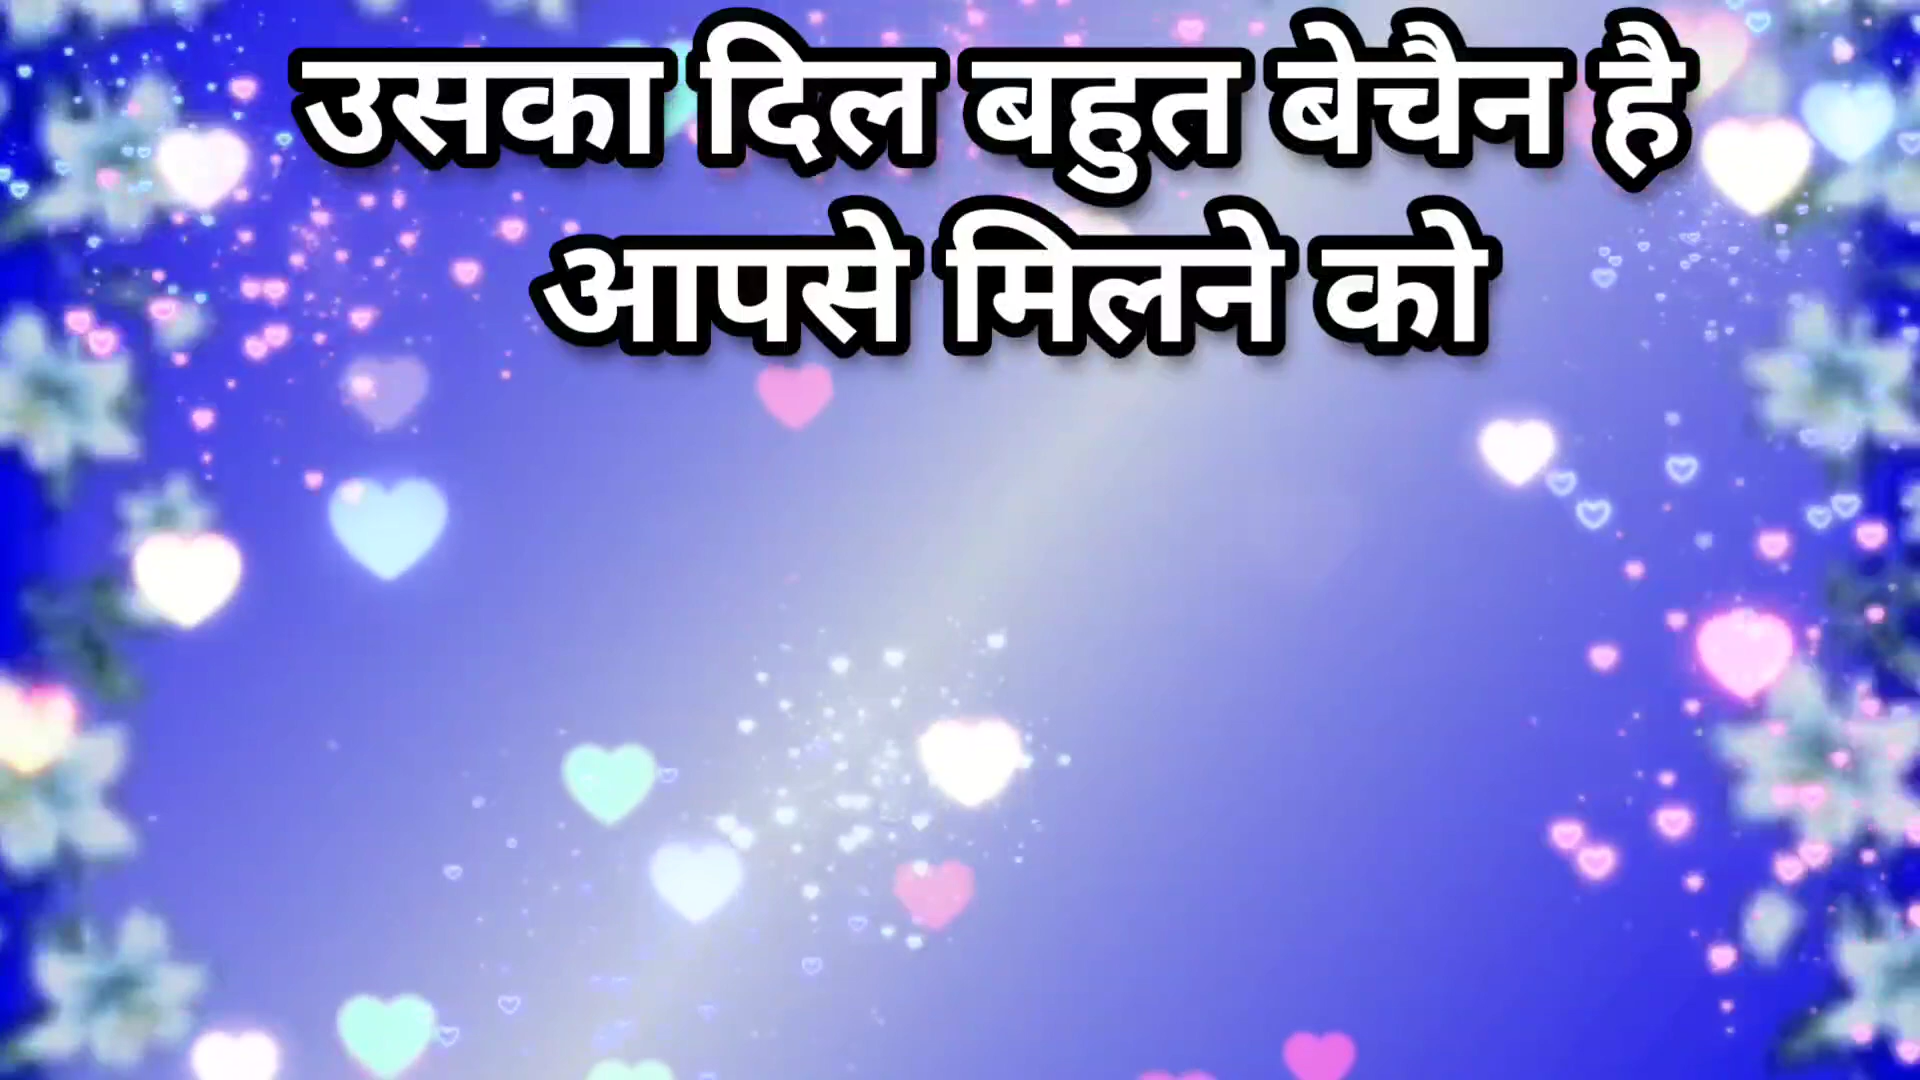 उसका दिल बहुत बेचैन है
आपसे मिलने को